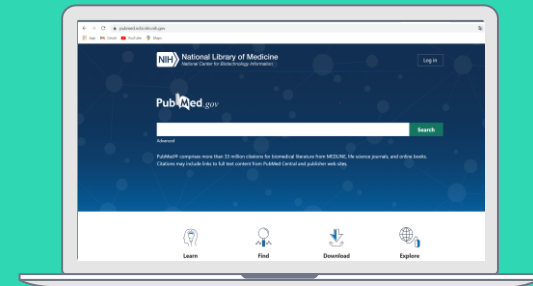 pubmed.ncbi.nlm.nih.gov
App Gmail YouTube Maps
NIH National Library of Medicine
National Center for Biotechnology Information
Log in
PubMed.gov
Search
Advanced
PubMed® comprises more than 33 million citations for biomedical literature from MEDLINE, life science journals, and online books.
Citations may include links to full text content from PubMed Central and publisher web sites.
Learn Find Download Explore